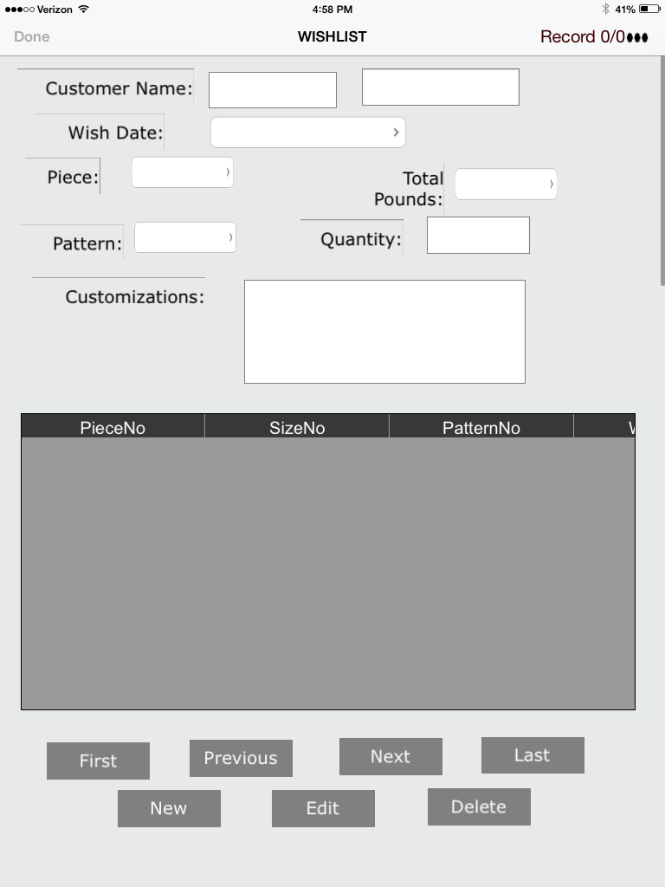 Verizon 4:58 PM 41%
Done WISHLIST Record 0/0
Customer Name:
Wish Date:
Piece:
Total
Pounds:
Pattern:
Quantity:
Customizations:
PieceNo SizeNo PatternNo
First Previous Next Last
New Edit Delete